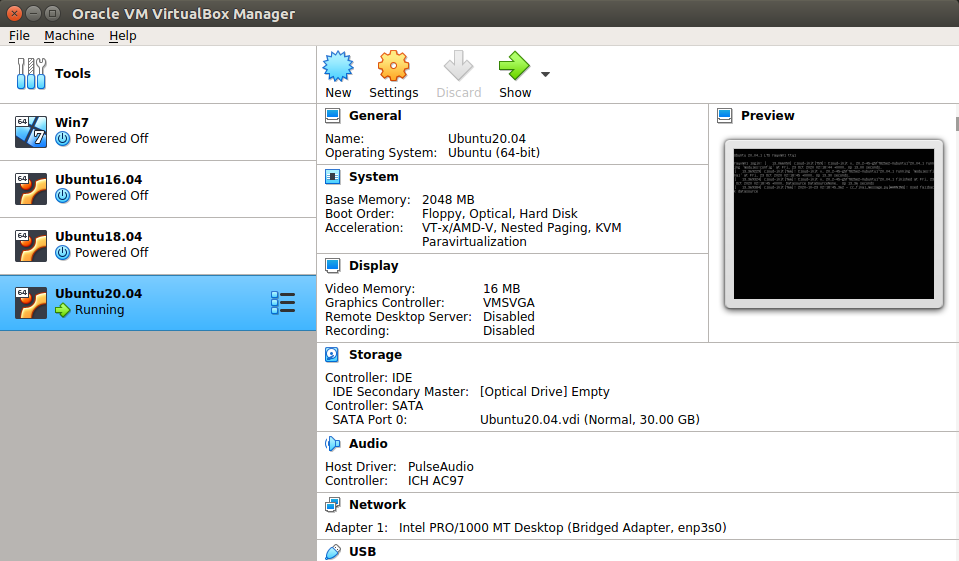 Oracle VM VirtualBox Manager
File Machine Help
Tools
New Settings Discard Show
64 7
Win7
Powered Off
64
Ubuntu16.04
Powered Off
64
Ubuntu18.04
Powered Off
64
Ubuntu20.04
Running
General
Name: Ubuntu20.04
Operating System: Ubuntu (64-bit)
System
Base Memory: 2048 MB
Boot Order: Floppy, Optical, Hard Disk
Acceleration: VT-x/AMD-V, Nested Paging, KVM
Paravirtualization
Display
Video Memory: 16 MB
Graphics Controller: VMSVGA
Remote Desktop Server: Disabled
Recording: Disabled
Preview
Storage
Controller: IDE
IDE Secondary Master: [Optical Drive] Empty
Controller: SATA
SATA Port 0: Ubuntu20.04.vdi (Normal, 30.00 GB)
Audio
Host Driver: PulseAudio
Controller: ICH AC97
Network
Adapter 1: Intel PRO/1000 MT Desktop (Bridged Adapter, enp3s0)
USB